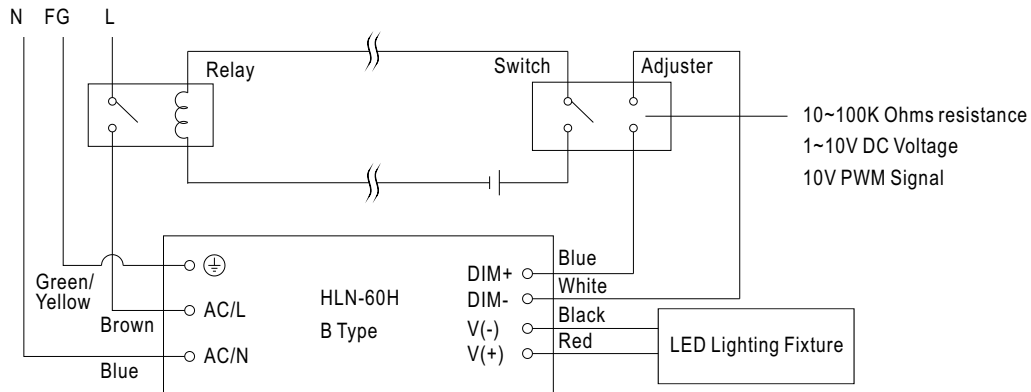 N FG L
Relay
Switch
Adjuster
10~100K Ohms resistance
1~10V DC Voltage
10V PWM Signal
Green/
Yellow
Brown
Blue
AC/L
AC/N
HLN-60H
B Type
DIM+
DIM-
V(-)
V(+)
Blue
White
Black
Red
LED Lighting Fixture